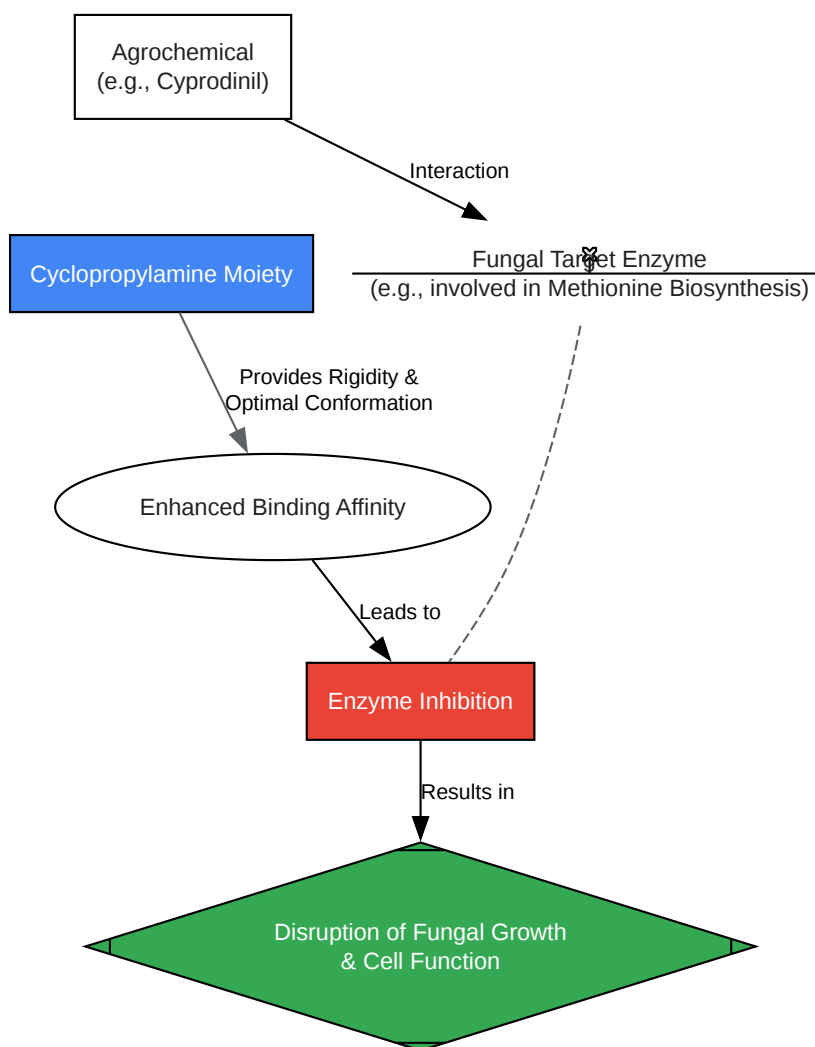 Agrochemical
(e.g., Cyprodinil)
Interaction
Cyclopropylamine Moiety
Fungal Target Enzyme
(e.g., involved in Methionine Biosynthesis)
Provides Rigidity &
Optimal Conformation
Enhanced Binding Affinity
Leads to
Enzyme Inhibition
Results in
Disruption of Fungal Growth
& Cell Function